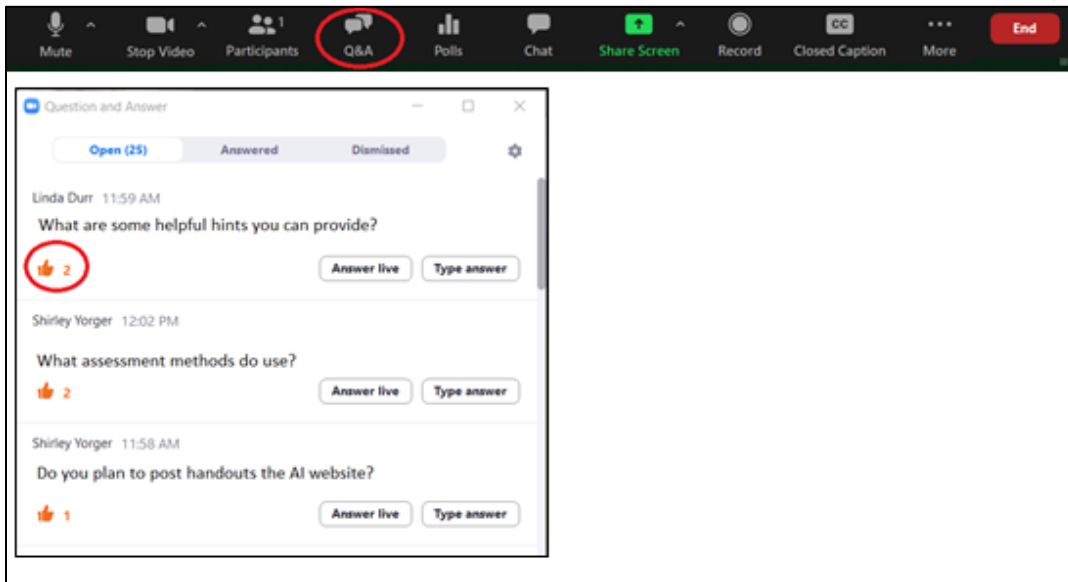 1
Mute Stop Video Participants Q&A Polls Chat Share Screen Record CC Closed Caption More End
Question and Answer
Open (25) Answered Dismissed
Linda Durr 11:59 AM
What are some helpful hints you can provide?
2 Answer live Type answer
Shirley Yorger 12:02 PM
What assessment methods do use?
2 Answer live Type answer
Shirley Yorger 11:58 AM
Do you plan to post handouts the AI website?
1 Answer live Type answer